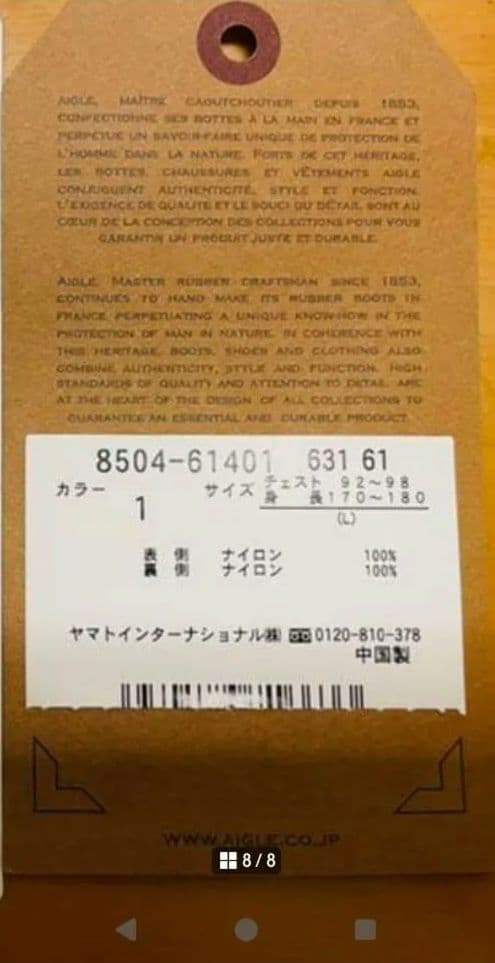 AIGLE, MAÎTRE CAOUTCHOUTIER DEPUIS 1853,
CONFECTIONNE SES BOTTES À LA MAIN EN FRANCE ET
PERPÉTUE UN SAVOIR-FAIRE UNIQUE DE PROTECTION DE
L'HOMME DANS LA NATURE. FORTS DE CET HÉRITAGE,
LES BOTTES, CHAUSSURES ET VÊTEMENTS AIGLE
CONJUGUENT AUTHENTICITÉ, STYLE ET FONCTION.
L'EXIGENCE DE QUALITÉ ET LE SOUCI DU DÉTAIL SONT AU
CŒUR DE LA CONCEPTION DES COLLECTIONS POUR VOUS
GARANTIR UN PRODUIT JUSTE ET DURABLE.
AIGLE, MASTER RUBBER CRAFTSMAN SINCE 1853,
CONTINUES TO HAND MAKE ITS RUBBER BOOTS IN
FRANCE PERPETUATING A UNIQUE KNOW-HOW IN THE
PROTECTION OF MAN IN NATURE. IN COHERENCE WITH
THIS HERITAGE, BOOTS, SHOES AND CLOTHING ALSO
COMBINE AUTHENTICITY, STYLE AND FUNCTION. HIGH
STANDARDS OF QUALITY AND ATTENTION TO DETAIL ARE
AT THE HEART OF THE DESIGN OF ALL COLLECTIONS TO
GUARANTEE AN ESSENTIAL AND DURABLE PRODUCT.
8504-61401 631 61
カラー 1 サイズ チェスト 92～98
身 長170～180
(L)
表 側 ナイロン 100%
裏 側 ナイロン 100%
ヤマトインターナショナル㈱ 0120-810-378
中国製
WWW.AIGLE.CO.JP
8/8